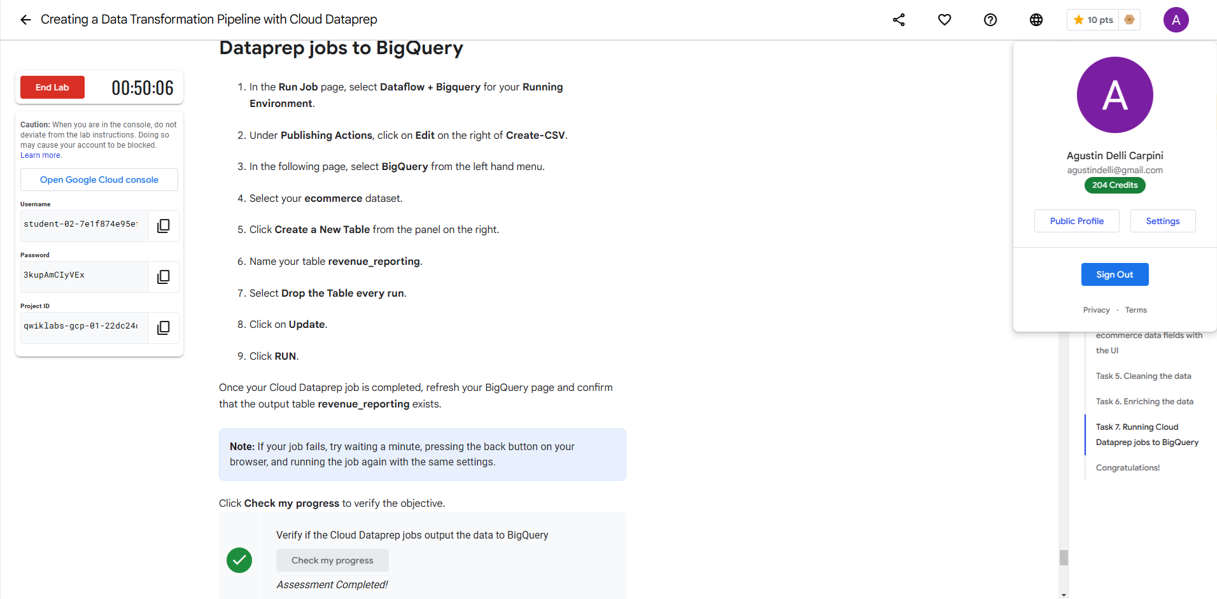 Creating a Data Transformation Pipeline with Cloud Dataprep
10 pts
A
Dataprep jobs to BigQuery
End Lab
00:50:06
Caution: When you are in the console, do not
deviate from the lab instructions. Doing so
may cause your account to be blocked.
Learn more.
Open Google Cloud console
Username
student-02-7e1f874e95e
Password
3kupAmCIyVEx
Project ID
qwiklabs-gcp-01-22dc24
1. In the Run Job page, select Dataflow + Bigquery for your Running
Environment.
2. Under Publishing Actions, click on Edit on the right of Create-CSV.
3. In the following page, select BigQuery from the left hand menu.
4. Select your ecommerce dataset.
5. Click Create a New Table from the panel on the right.
6. Name your table revenue_reporting.
7. Select Drop the Table every run.
8. Click on Update.
9. Click RUN.
Once your Cloud Dataprep job is completed, refresh your BigQuery page and confirm
that the output table revenue_reporting exists.
Note: If your job fails, try waiting a minute, pressing the back button on your
browser, and running the job again with the same settings.
Click Check my progress to verify the objective.
Verify if the Cloud Dataprep jobs output the data to BigQuery
Check my progress
Assessment Completed!
A
Agustin Delli Carpini
agustindelli@gmail.com
204 Credits
Public Profile
Settings
Sign Out
Privacy · Terms
ecommerce data fields with
the UI
Task 5. Cleaning the data
Task 6. Enriching the data
Task 7. Running Cloud
Dataprep jobs to BigQuery
Congratulations!